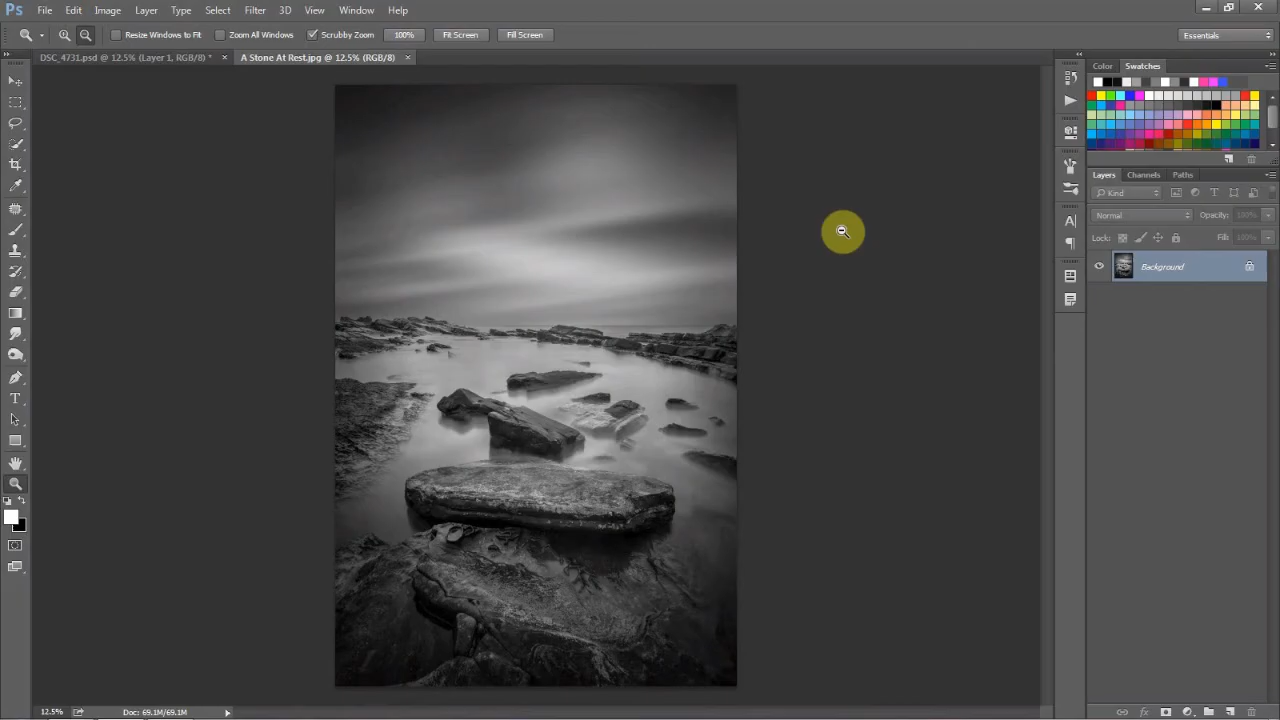 Ps File Edit Image Layer Type Select Filter 3D View Window Help
Resize Windows to Fit Zoom All Windows Scrubby Zoom 100% Fit Screen Fill Screen Essentials
DSC_4731.psd @ 12.5% (Layer 1, RGB/8) * × A Stone At Rest.jpg @ 12.5% (RGB/8) ×
Color Swatches
Layers Channels Paths
Kind
Normal Opacity: 100%
Lock: Fill: 100%
Background
12.5% Doc: 69.1M/69.1M